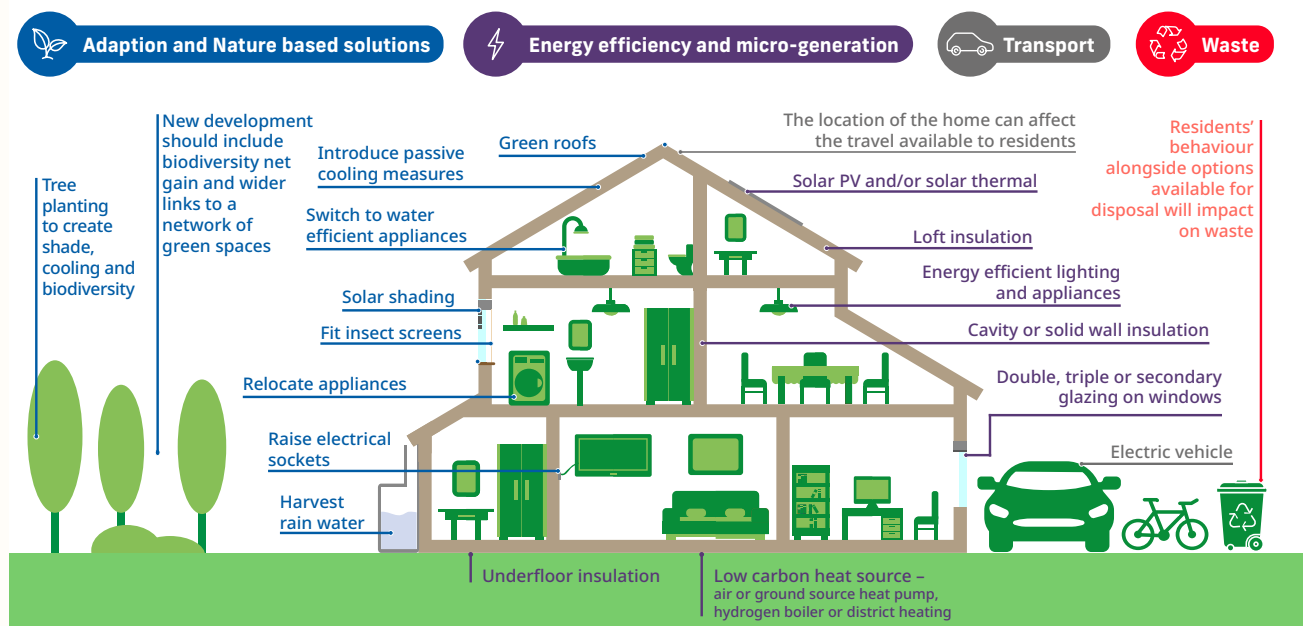 Adaption and Nature based solutions
Energy efficiency and micro-generation
Transport
Waste
Tree
planting
to create
shade,
cooling and
biodiversity
New development
should include
biodiversity net
gain and wider
links to a
network of
green spaces
Introduce passive
cooling measures
Green roofs
Switch to water
efficient appliances
Solar shading
Fit insect screens
Relocate appliances
Raise electrical
sockets
Harvest
rain water
The location of the home can affect
the travel available to residents
Solar PV and/or solar thermal
Loft insulation
Energy efficient lighting
and appliances
Cavity or solid wall insulation
Double, triple or secondary
glazing on windows
Electric vehicle
Residents'
behaviour
alongside options
available for
disposal will impact
on waste
Underfloor insulation
Low carbon heat source –
air or ground source heat pump,
hydrogen boiler or district heating